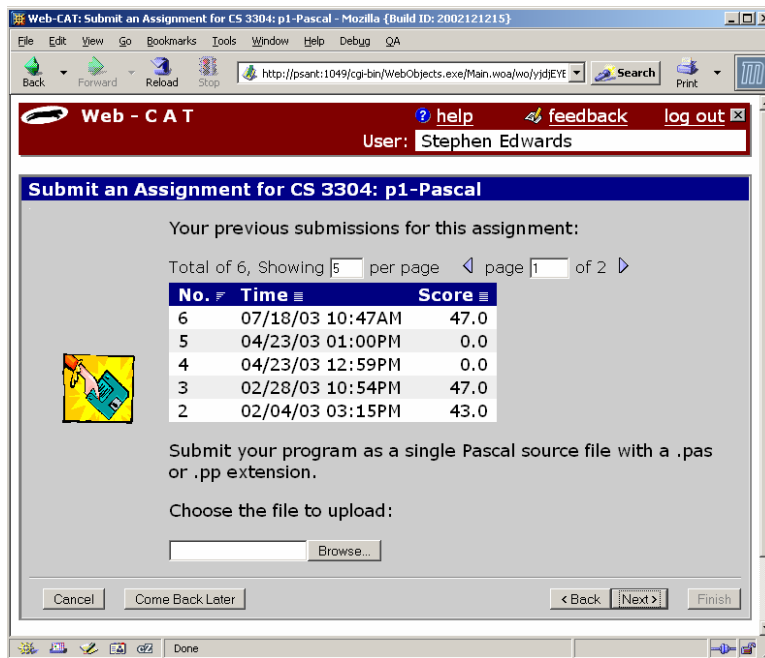 Web-CAT: Submit an Assignment for CS 3304: p1-Pascal - Mozilla {Build ID: 2002121215}
File Edit View Go Bookmarks Tools Window Help Debug QA
Back Forward Reload Stop http://psant:1049/cgi-bin/WebObjects.exe/Main.woa/wo/yjdjEYE Search Print
Web - C A T help feedback log out
User: Stephen Edwards
Submit an Assignment for CS 3304: p1-Pascal
Your previous submissions for this assignment:
Total of 6, Showing 5 per page page 1 of 2
No. Time Score
6 07/18/03 10:47AM 47.0
5 04/23/03 01:00PM 0.0
4 04/23/03 12:59PM 0.0
3 02/28/03 10:54PM 47.0
2 02/04/03 03:15PM 43.0
Submit your program as a single Pascal source file with a .pas
or .pp extension.
Choose the file to upload:
Browse...
Cancel Come Back Later <Back Next> Finish
Done